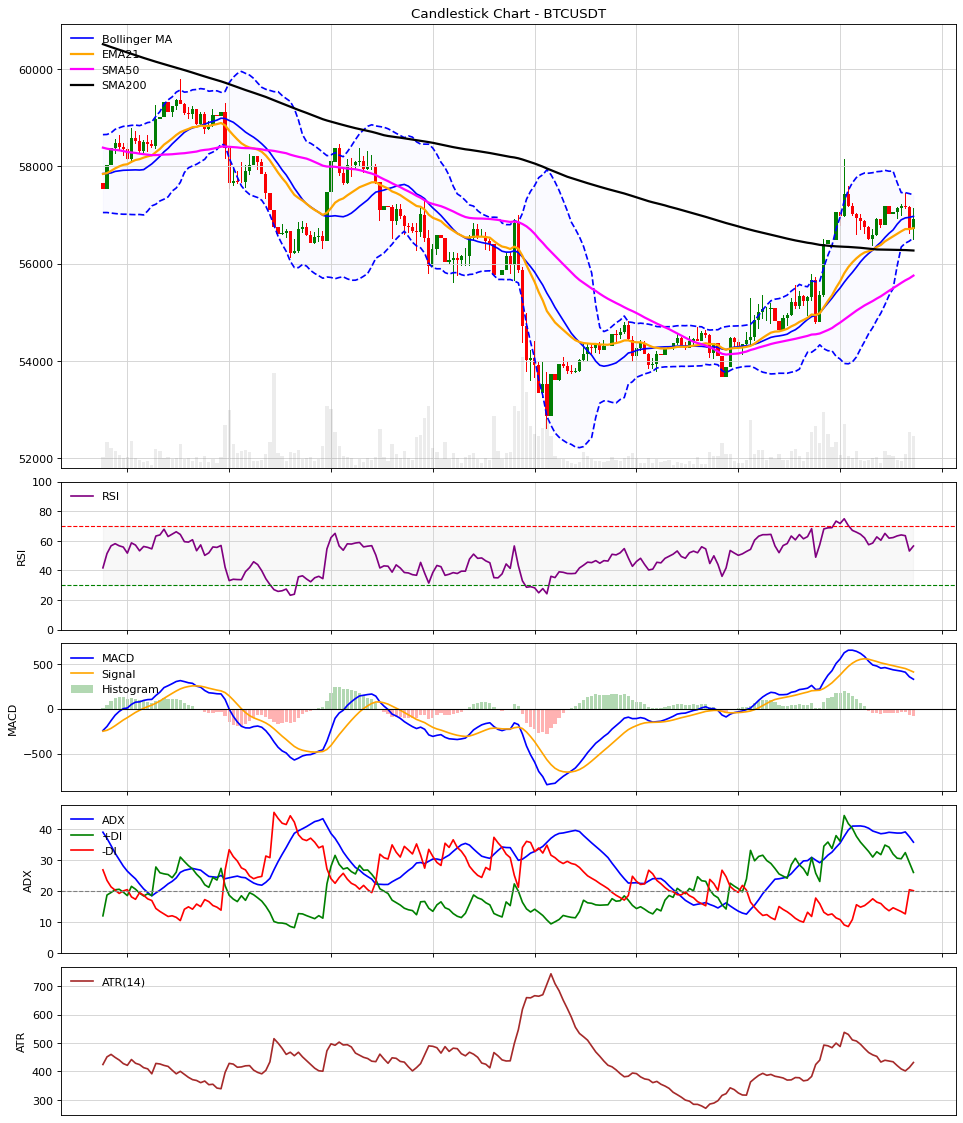 Candlestick Chart - BTCUSDT
Bollinger MA
EMA21
SMA50
SMA200
60000
58000
56000
54000
52000
RSI
100
80
60
40
20
0
RSI
MACD
Signal
Histogram
500
0
−500
MACD
ADX
+DI
-DI
40
30
20
10
0
ADX
ATR(14)
700
600
500
400
300
ATR